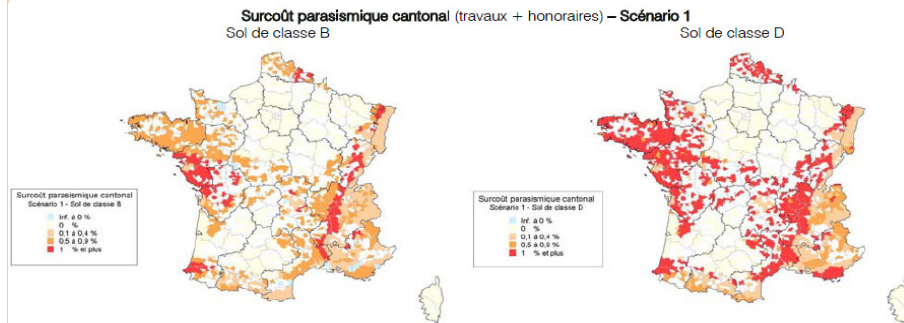 Surcoût parasismique cantonal (travaux + honoraires) – Scénario 1
Sol de classe B
Sol de classe D
Surcoût parasismique cantonal
Scénario 1 - Sol de classe B
Inf. à 0 %
0 %
0,1 à 0,4 %
0,5 à 0,9 %
1 % et plus
Surcoût parasismique cantonal
Scénario 1 - Sol de classe D
Inf. à 0 %
0 %
0,1 à 0,4 %
0,5 à 0,9 %
1 % et plus